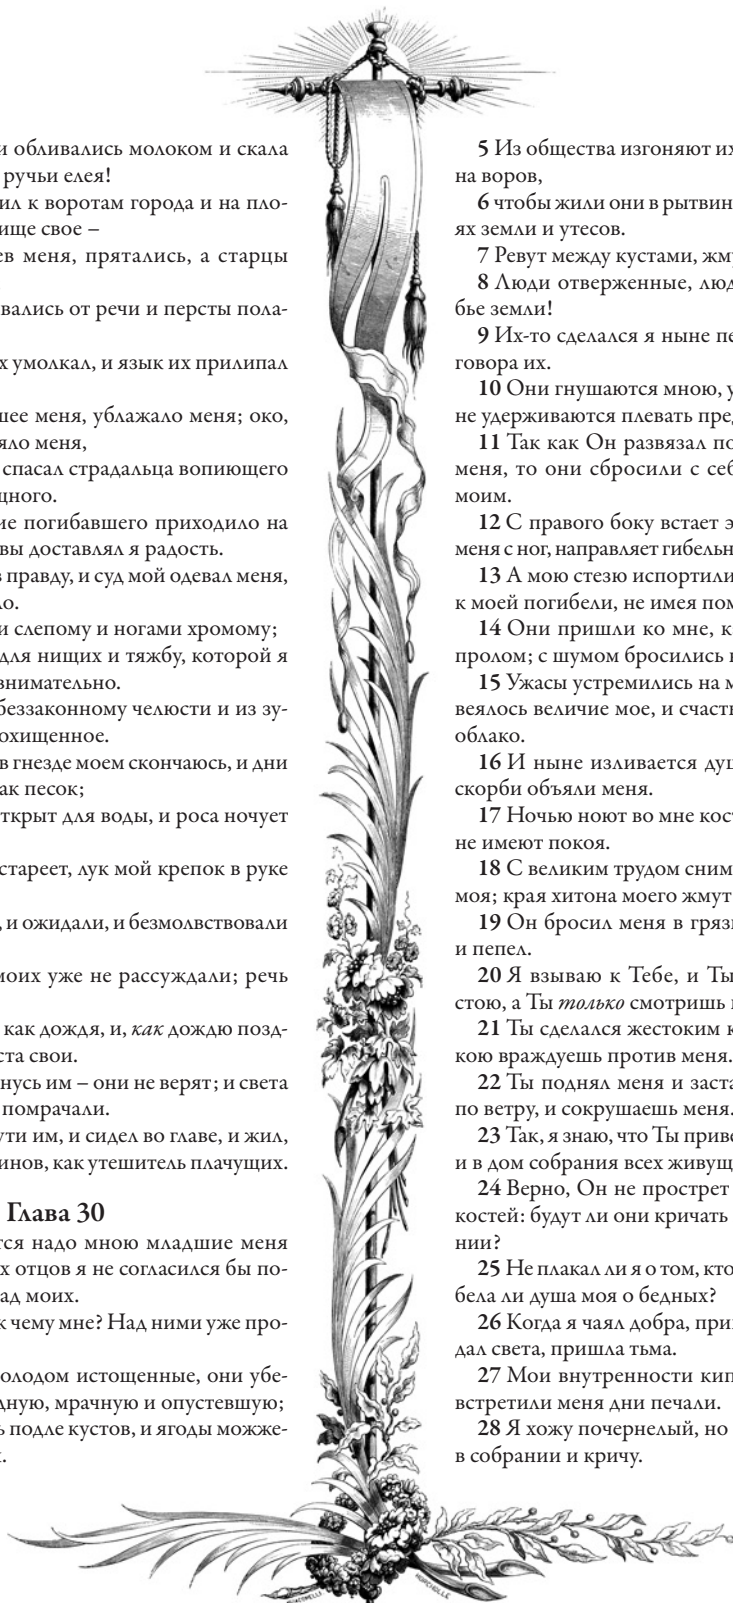 и обливались молоком и скала
ручьи елея!
ил к воротам города и на пло-
ище свое –
ев меня, прятались, а старцы
вались от речи и персты пола-
х умолкал, и язык их прилипал
шее меня, ублажало меня; око,
яло меня,
спасал страдальца вопиющего
щного.
ие погибавшего приходило на
вы доставлял я радость.
в правду, и суд мой одевал меня,
ло.
и слепому и ногами хромому;
для нищих и тяжбу, которой я
внимательно.
беззаконному челюсти и из зу-
охищенное.
в гнезде моем скончаюсь, и дни
ак песок;
ткрыт для воды, и роса ночует
стареет, лук мой крепок в руке
, и ожидали, и безмолвствовали
моих уже не рассуждали; речь
как дождя, и, как дождю позд-
ста свои.
нусь им – они не верят; и света
помрачали.
ути им, и сидел во главе, и жил,
инов, как утешитель плачущих.
Глава 30
тся надо мною младшие меня
х отцов я не согласился бы по-
ад моих.
к чему мне? Над ними уже про-
олодом истощенные, они убе-
дную, мрачную и опустевшую;
ь подле кустов, и ягоды можже-
5 Из общества изгоняют их
на воров,
6 чтобы жили они в рытвин
ях земли и утесов.
7 Ревут между кустами, жму
8 Люди отверженные, люд
бье земли!
9 Их-то сделался я ныне пе
говора их.
10 Они гнушаются мною, у
не удерживаются плевать пред
11 Так как Он развязал по
меня, то они сбросили с себ
моим.
12 С правого боку встает э
меня с ног, направляет гибельн
13 А мою стезю испортили
к моей погибели, не имея пом
14 Они пришли ко мне, к
пролом; с шумом бросились
15 Ужасы устремились на м
веялось величие мое, и счасть
облако.
16 И ныне изливается душ
скорби объяли меня.
17 Ночью ноют во мне кост
не имеют покоя.
18 С великим трудом сним
моя; края хитона моего жмут
19 Он бросил меня в грязь
и пепел.
20 Я взываю к Тебе, и Ты
стою, а Ты только смотришь
21 Ты сделался жестоким к
кою враждуешь против меня.
22 Ты поднял меня и заста
по ветру, и сокрушаешь меня.
23 Так, я знаю, что Ты приве
и в дом собрания всех живущ
24 Верно, Он не прострет
костей: будут ли они кричать
нии?
25 Не плакал ли я о том, кто
бела ли душа моя о бедных?
26 Когда я чаял добра, при
дал света, пришла тьма.
27 Мои внутренности кип
встретили меня дни печали.
28 Я хожу почернелый, но
в собрании и кричу.